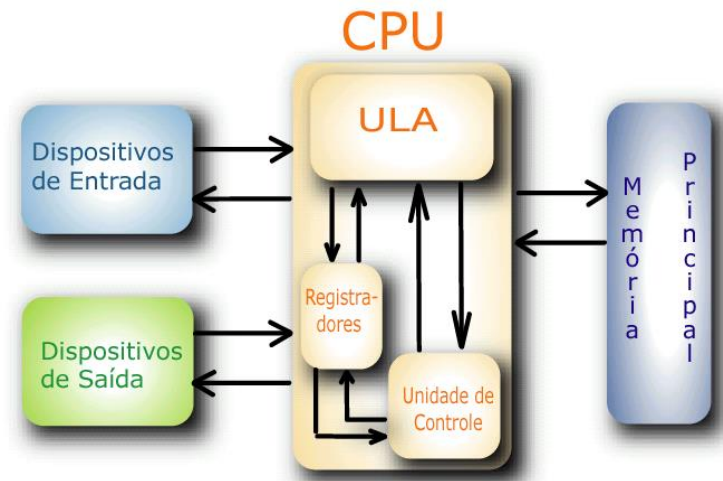 CPU
ULA
Dispositivos
de Entrada
Registra-
dores
Dispositivos
de Saída
Unidade de
Controle
Memória
Principal